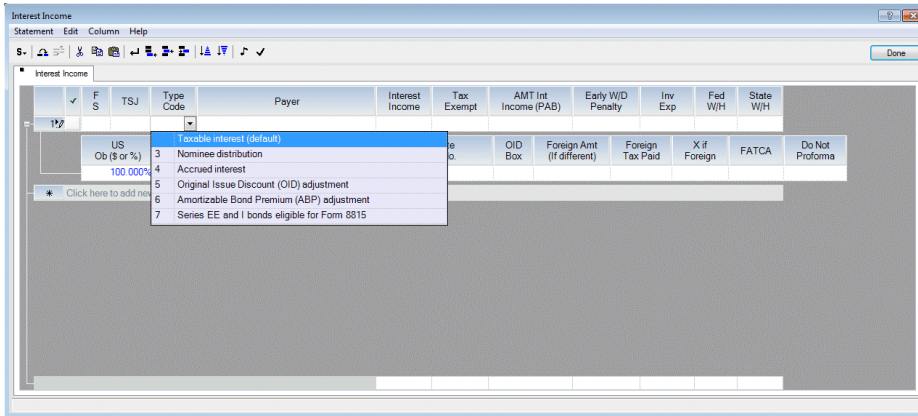 Interest Income
Statement Edit Column Help
Done
Interest Income
F S TSJ Type Code Payer Interest Income Tax Exempt AMT Int Income (PAB) Early W/D Penalty Inv Exp Fed W/H State W/H
1
Taxable interest (default)
3 Nominee distribution
4 Accrued interest
5 Original Issue Discount (OID) adjustment
6 Amortizable Bond Premium (ABP) adjustment
7 Series EE and I bonds eligible for Form 8815
US Ob ($ or %) OID Box Foreign Amt (If different) Foreign Tax Paid X if Foreign FATCA Do Not Proforma
100.000%
* Click here to add new